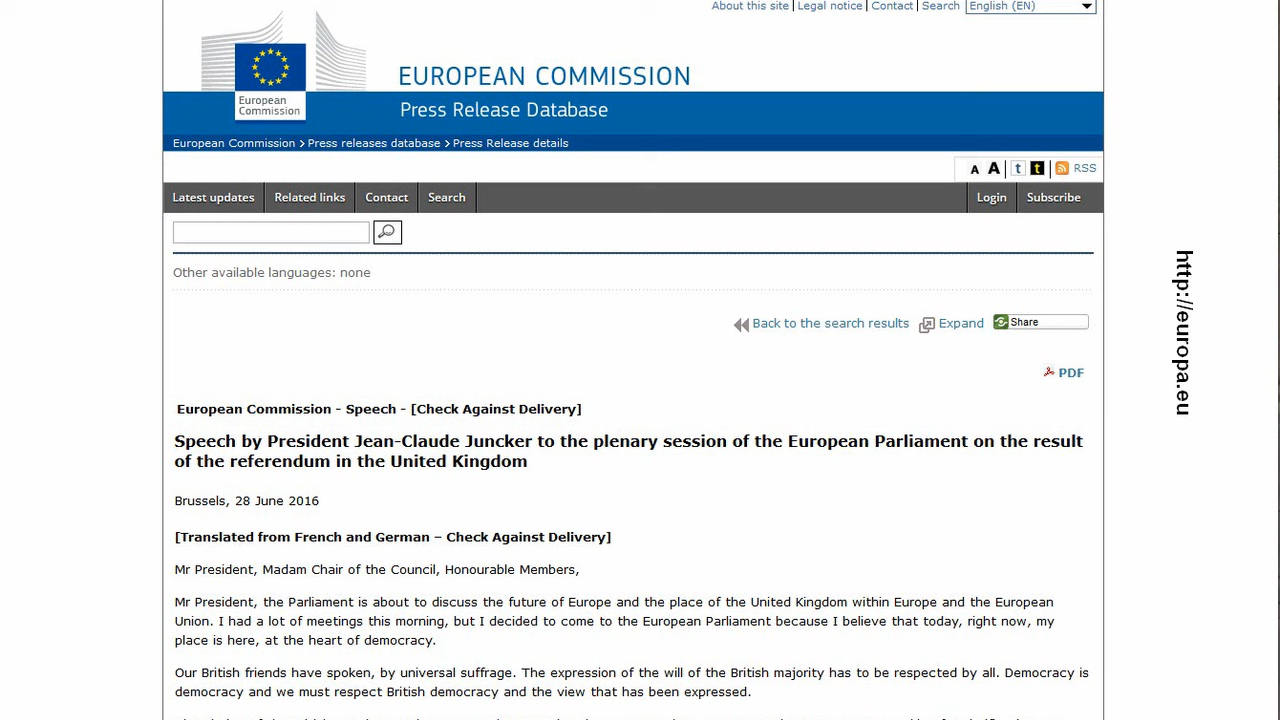 About this site | Legal notice | Contact | Search English (EN)
EUROPEAN COMMISSION
European
Commission
Press Release Database
European Commission > Press releases database > Press Release details
A A t t RSS
Latest updates Related links Contact Search Login Subscribe
Other available languages: none
Back to the search results Expand Share
PDF
European Commission - Speech - [Check Against Delivery]
Speech by President Jean-Claude Juncker to the plenary session of the European Parliament on the result
of the referendum in the United Kingdom
Brussels, 28 June 2016
[Translated from French and German – Check Against Delivery]
Mr President, Madam Chair of the Council, Honourable Members,
Mr President, the Parliament is about to discuss the future of Europe and the place of the United Kingdom within Europe and the European
Union. I had a lot of meetings this morning, but I decided to come to the European Parliament because I believe that today, right now, my
place is here, at the heart of democracy.
Our British friends have spoken, by universal suffrage. The expression of the will of the British majority has to be respected by all. Democracy is
democracy and we must respect British democracy and the view that has been expressed.
http://europa.eu